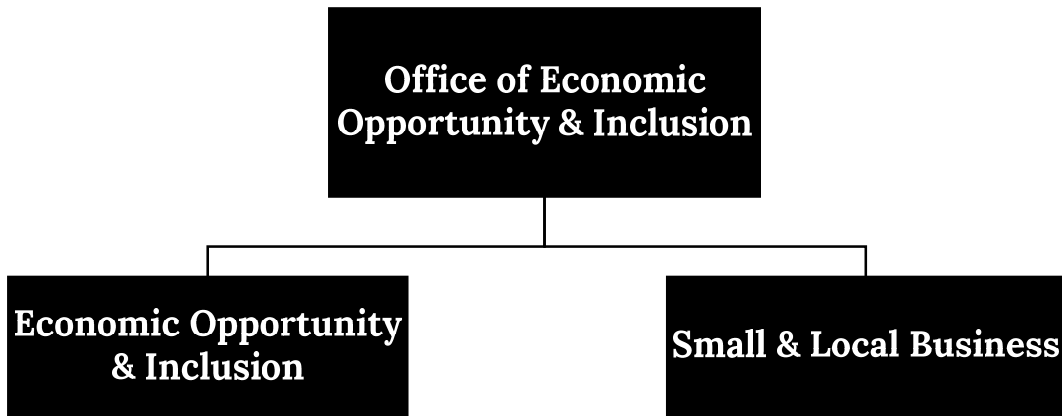 Office of Economic
Opportunity & Inclusion
Economic Opportunity
& Inclusion
Small & Local Business